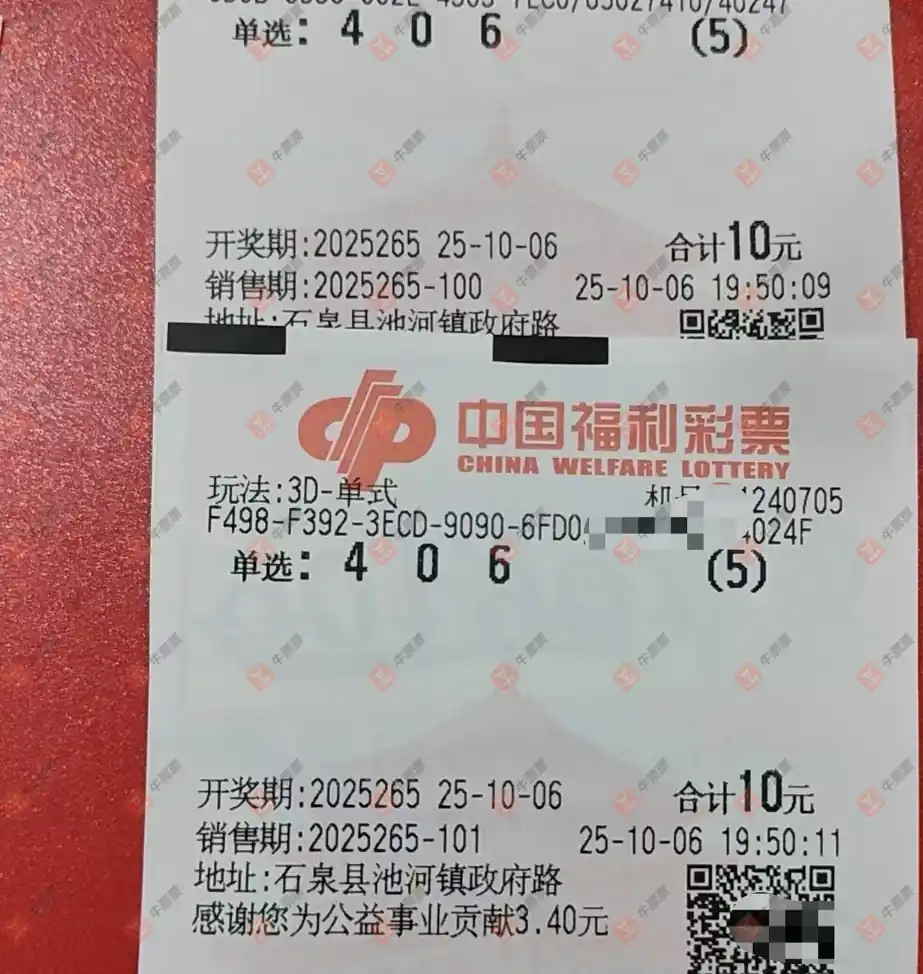 单选: 4 0 6 (5)
开奖期:2025265 25-10-06 合计10元
销售期:2025265-100 25-10-06 19:50:09
地址:石泉县池河镇政府路
中国福利彩票
CHINA WELFARE LOTTERY
玩法:3D-单式 1240705
F498-F392-3ECD-9090-6FD0 4024F
单选: 4 0 6 (5)
开奖期:2025265 25-10-06 合计10元
销售期:2025265-101 25-10-06 19:50:11
地址:石泉县池河镇政府路
感谢您为公益事业贡献3.40元